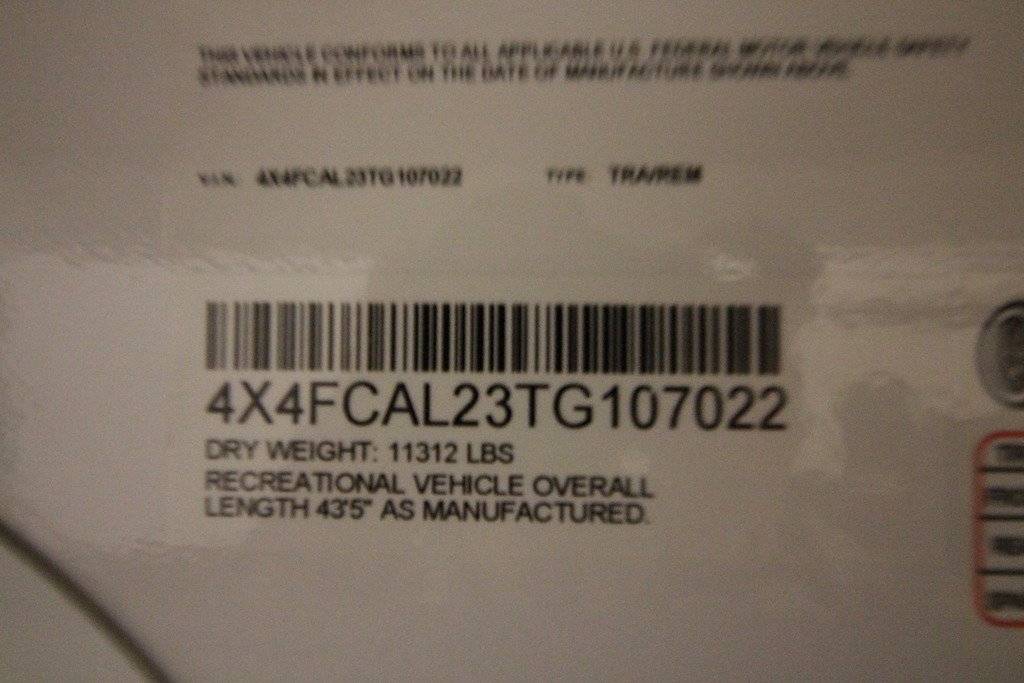 THIS VEHICLE CONFORMS TO ALL APPLICABLE U.S. FEDERAL MOTOR VEHICLE SAFETY
STANDARDS IN EFFECT ON THE DATE OF MANUFACTURE SHOWN ABOVE.
V.I.N.: 4X4FCAL23TG107022 TYPE: TRA/REM
4X4FCAL23TG107022
DRY WEIGHT: 11312 LBS
RECREATIONAL VEHICLE OVERALL
LENGTH 43'5" AS MANUFACTURED.